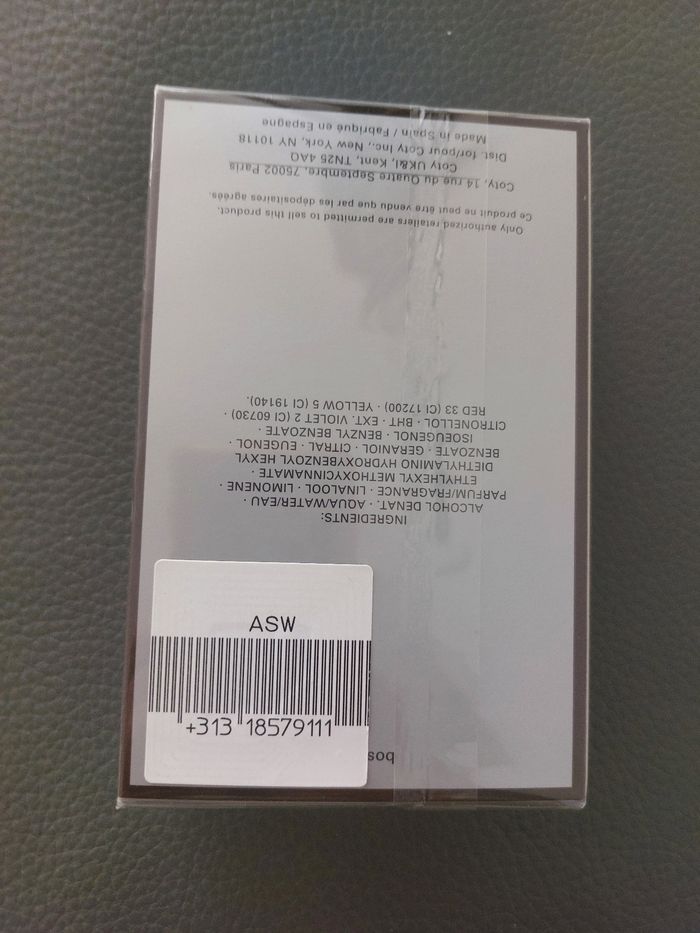 INGREDIENTS:
ALCOHOL DENAT. · AQUA/WATER/EAU ·
PARFUM/FRAGRANCE · LINALOOL · LIMONENE ·
ETHYLHEXYL METHOXYCINNAMATE ·
DIETHYLAMINO HYDROXYBENZOYL HEXYL
BENZOATE · GERANIOL · CITRAL · EUGENOL ·
ISOEUGENOL · BENZYL BENZOATE ·
CITRONELLOL · BHT · EXT. VIOLET 2 (CI 60730) ·
RED 33 (CI 17200) · YELLOW 5 (CI 19140).
Only authorized retailers are permitted to sell this product.
Ce produit ne peut être vendu que par les dépositaires agréés.
Coty, 14 rue du Quatre Septembre, 75002 Paris
Coty UK&I, Kent, TN25 4AQ
Dist. for/pour Coty Inc., New York, NY 10118
Made in Spain / Fabriqué en Espagne
ASW
+313 18579111